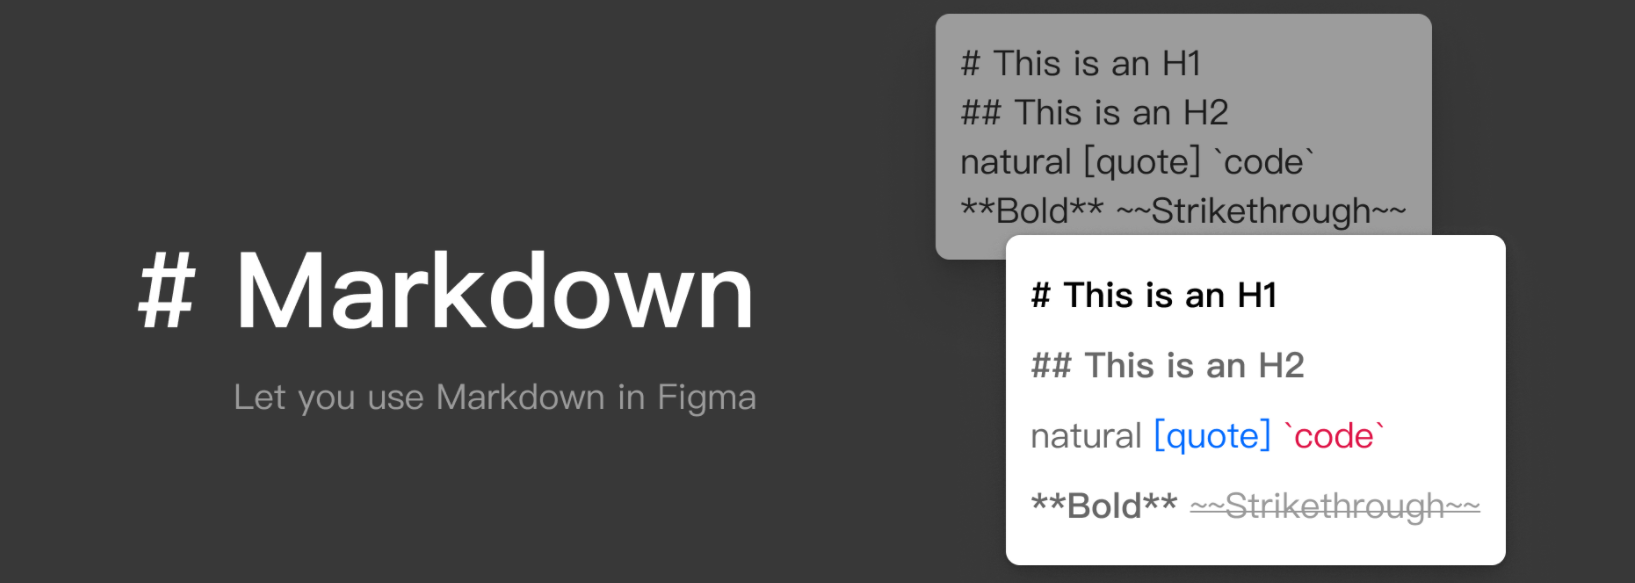 # Markdown
Let you use Markdown in Figma
# This is an H1
## This is an H2
natural [quote] `code`
**Bold** ~~Strikethrough~~
# This is an H1
## This is an H2
natural [quote] `code`
**Bold** ~~Strikethrough~~